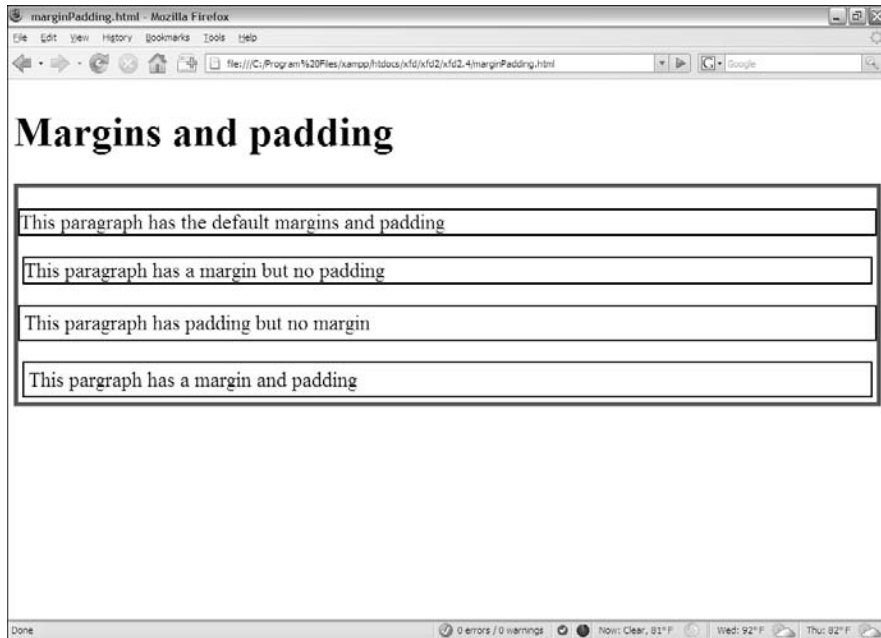 marginPadding.html - Mozilla Firefox
File Edit View History Bookmarks Tools Help
file:///C:/Program%20Files/xampp/htdocs/xfd/xfd2/xfd2.4/marginPadding.html
G Google
Margins and padding
This paragraph has the default margins and padding
This paragraph has a margin but no padding
This paragraph has padding but no margin
This pargraph has a margin and padding
Done 0 errors / 0 warnings Now: Clear, 81° F Wed: 92° F Thu: 82° F